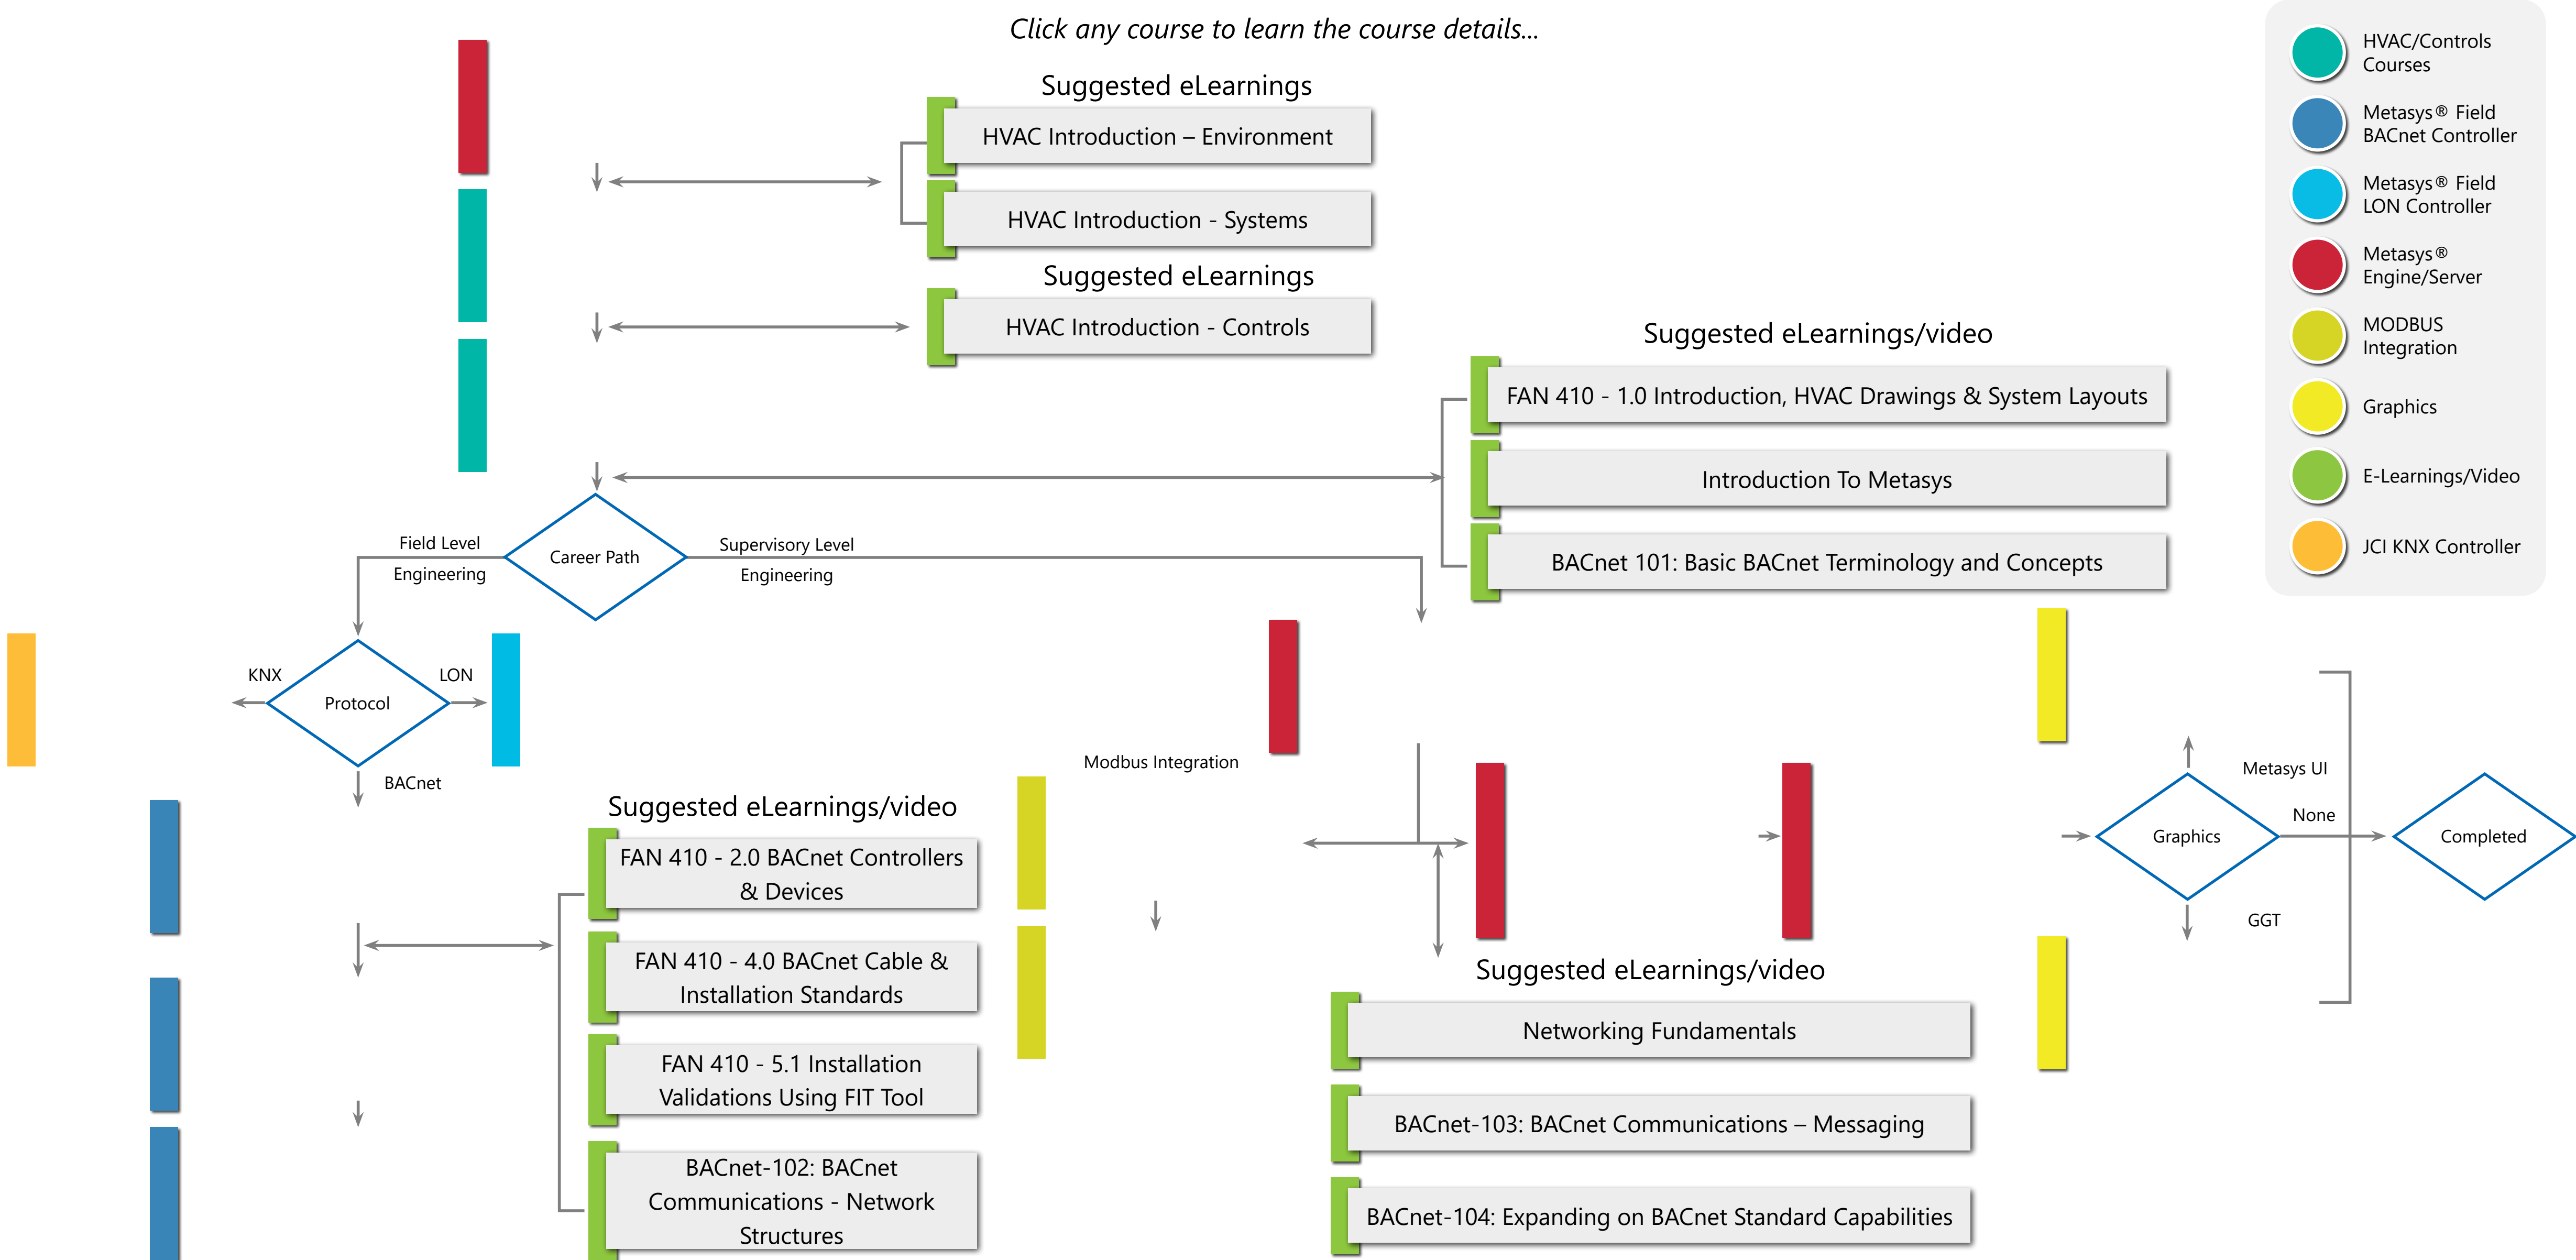 Click any course to learn the course details...
Suggested eLearnings
HVAC Introduction – Environment
HVAC Introduction - Systems
Suggested eLearnings
HVAC Introduction - Controls
Suggested eLearnings/video
FAN 410 - 1.0 Introduction, HVAC Drawings & System Layouts
Introduction To Metasys
BACnet 101: Basic BACnet Terminology and Concepts
HVAC/Controls
Courses
Metasys® Field
BACnet Controller
Metasys® Field
LON Controller
Metasys®
Engine/Server
MODBUS
Integration
Graphics
E-Learnings/Video
JCI KNX Controller
Field Level
Engineering
Career Path
Supervisory Level
Engineering
KNX
Protocol
LON
BACnet
Suggested eLearnings/video
FAN 410 - 2.0 BACnet Controllers
& Devices
FAN 410 - 4.0 BACnet Cable &
Installation Standards
FAN 410 - 5.1 Installation
Validations Using FIT Tool
BACnet-102: BACnet
Communications - Network
Structures
Modbus Integration
Suggested eLearnings/video
Networking Fundamentals
BACnet-103: BACnet Communications – Messaging
BACnet-104: Expanding on BACnet Standard Capabilities
Metasys UI
None
Graphics
GGT
Completed